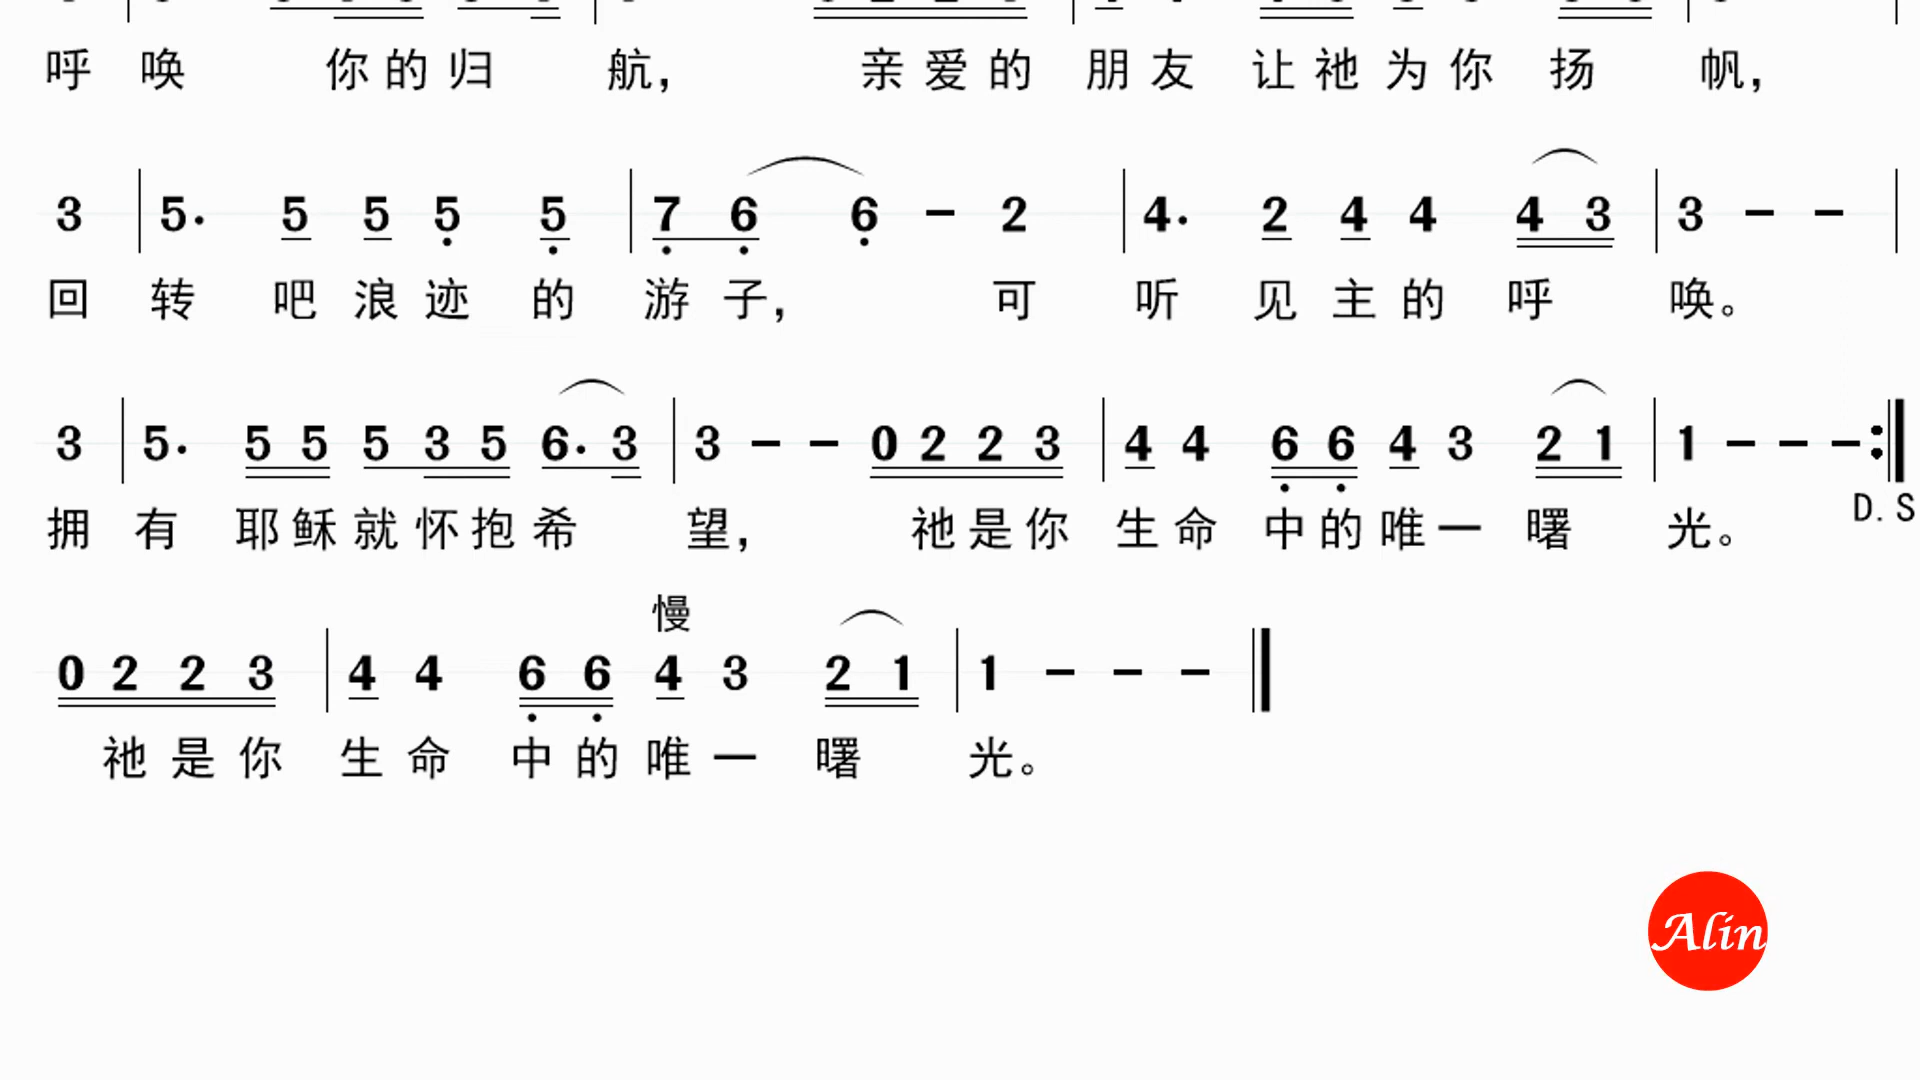 呼 唤 你 的 归 航， 亲 爱 的 朋 友 让 祂 为 你 扬 帆，
3 | 5. 5 5 5 5 | 7 6 6 – 2 | 4. 2 4 4 4 3 | 3 – – |
回 转 吧 浪 迹 的 游 子， 可 听 见 主 的 呼 唤。
3 | 5. 5 5 5 3 5 6. 3 | 3 – – 0 2 2 3 | 4 4 6 6 4 3 2 1 | 1 – – – :|
拥 有 耶 稣 就 怀 抱 希 望， 祂 是 你 生 命 中 的 唯 一 曙 光。 D.S
慢
0 2 2 3 | 4 4 6 6 4 3 2 1 | 1 – – – |
祂 是 你 生 命 中 的 唯 一 曙 光。
Alin